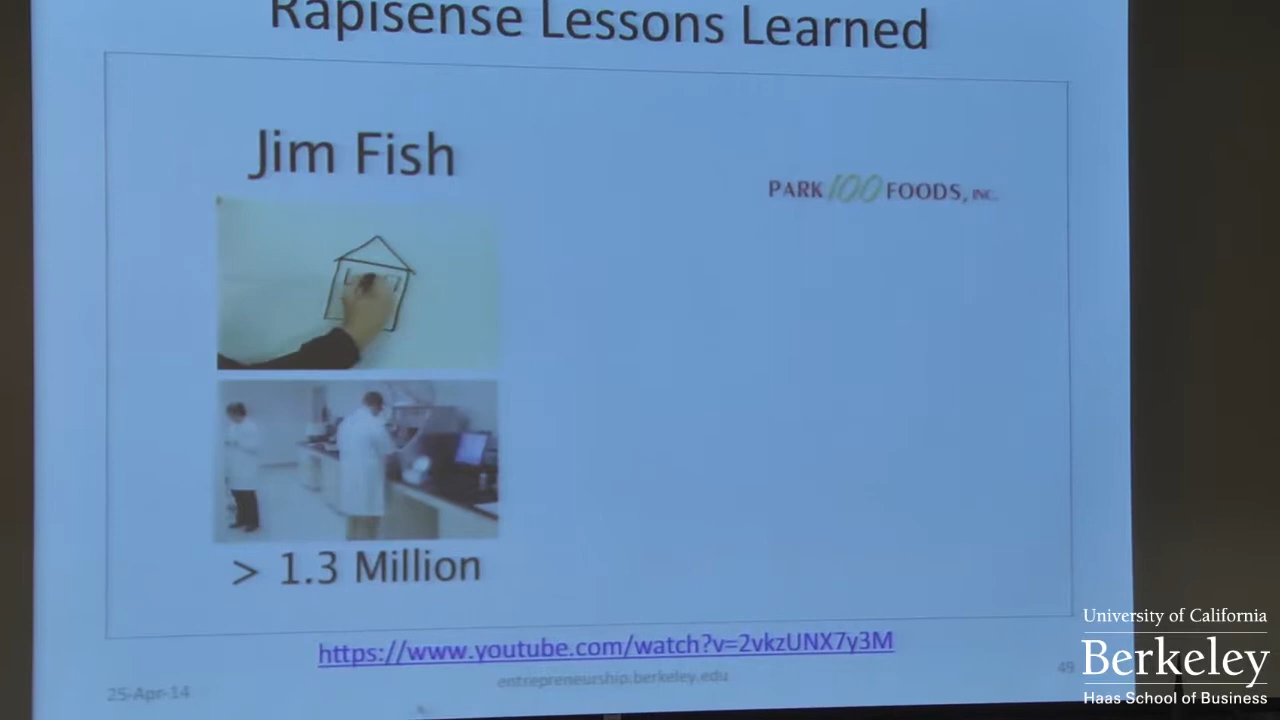 Rapisense Lessons Learned
Jim Fish
PARK 100 FOODS, INC.
> 1.3 Million
https://www.youtube.com/watch?v=2vkzUNX7y3M
entrepreneurship.berkeley.edu
25-Apr-14
49
University of California
Berkeley
Haas School of Business